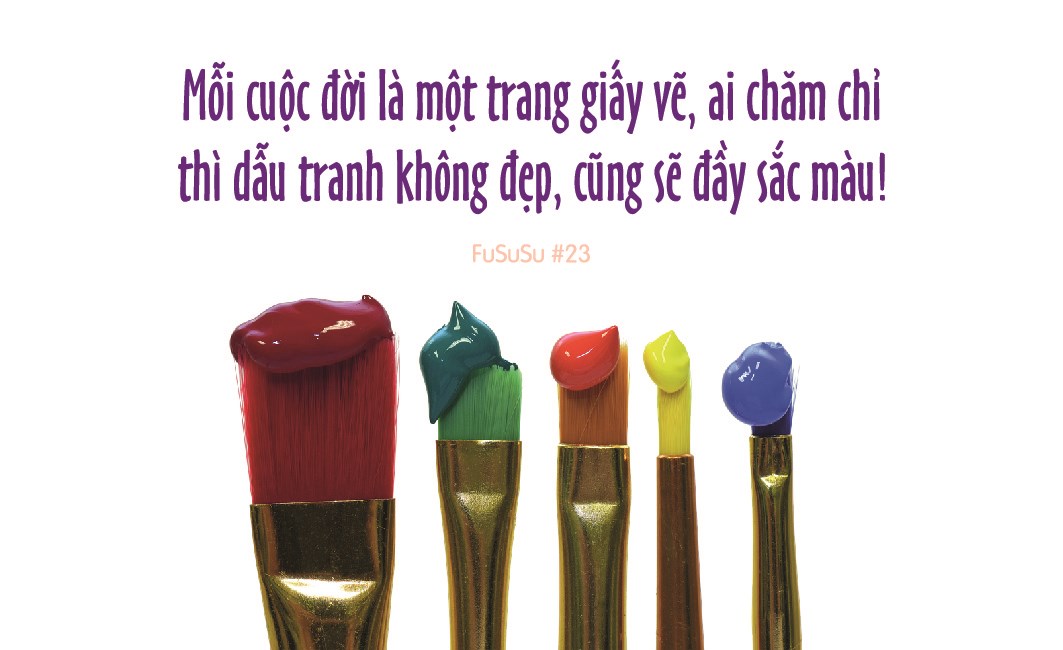 Mỗi cuộc đời là một trang giấy vẽ, ai chăm chỉ
thì dẫu tranh không đẹp, cũng sẽ đầy sắc màu!
FuSuSu #23